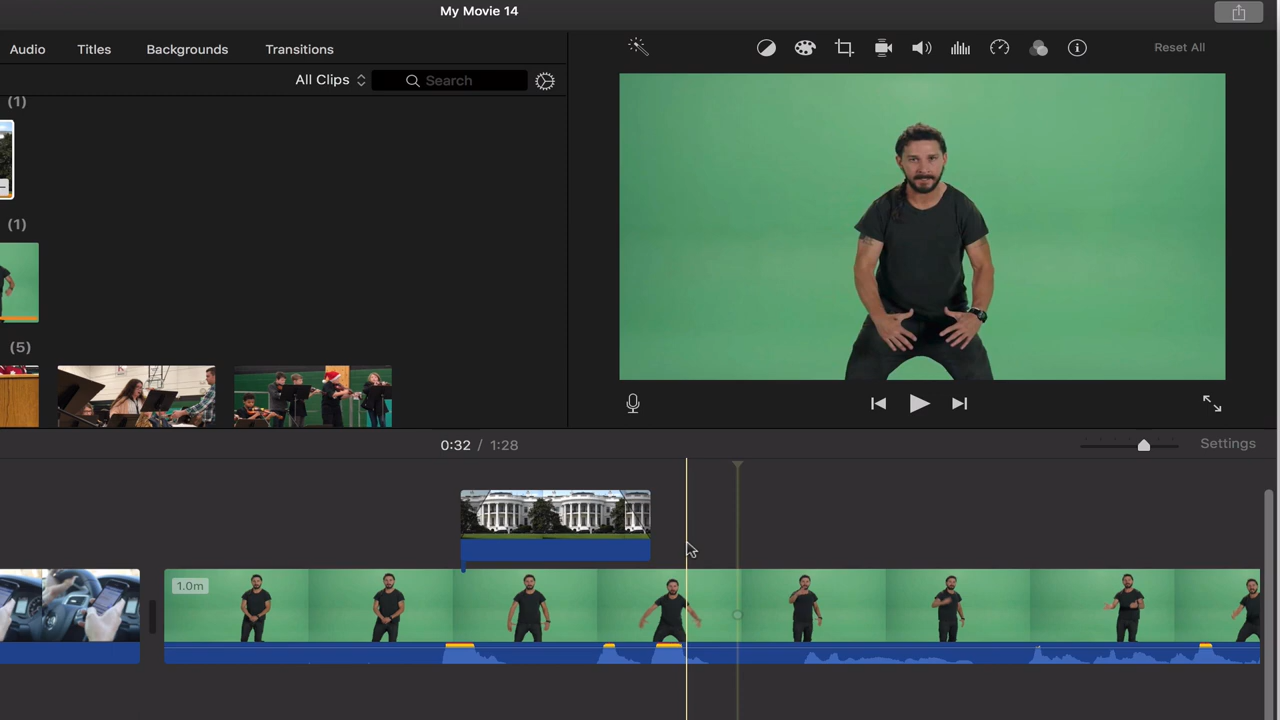 My Movie 14
Audio Titles Backgrounds Transitions
Reset All
All Clips Search
(1)
(1)
(5)
0:32 / 1:28 Settings
1.0m